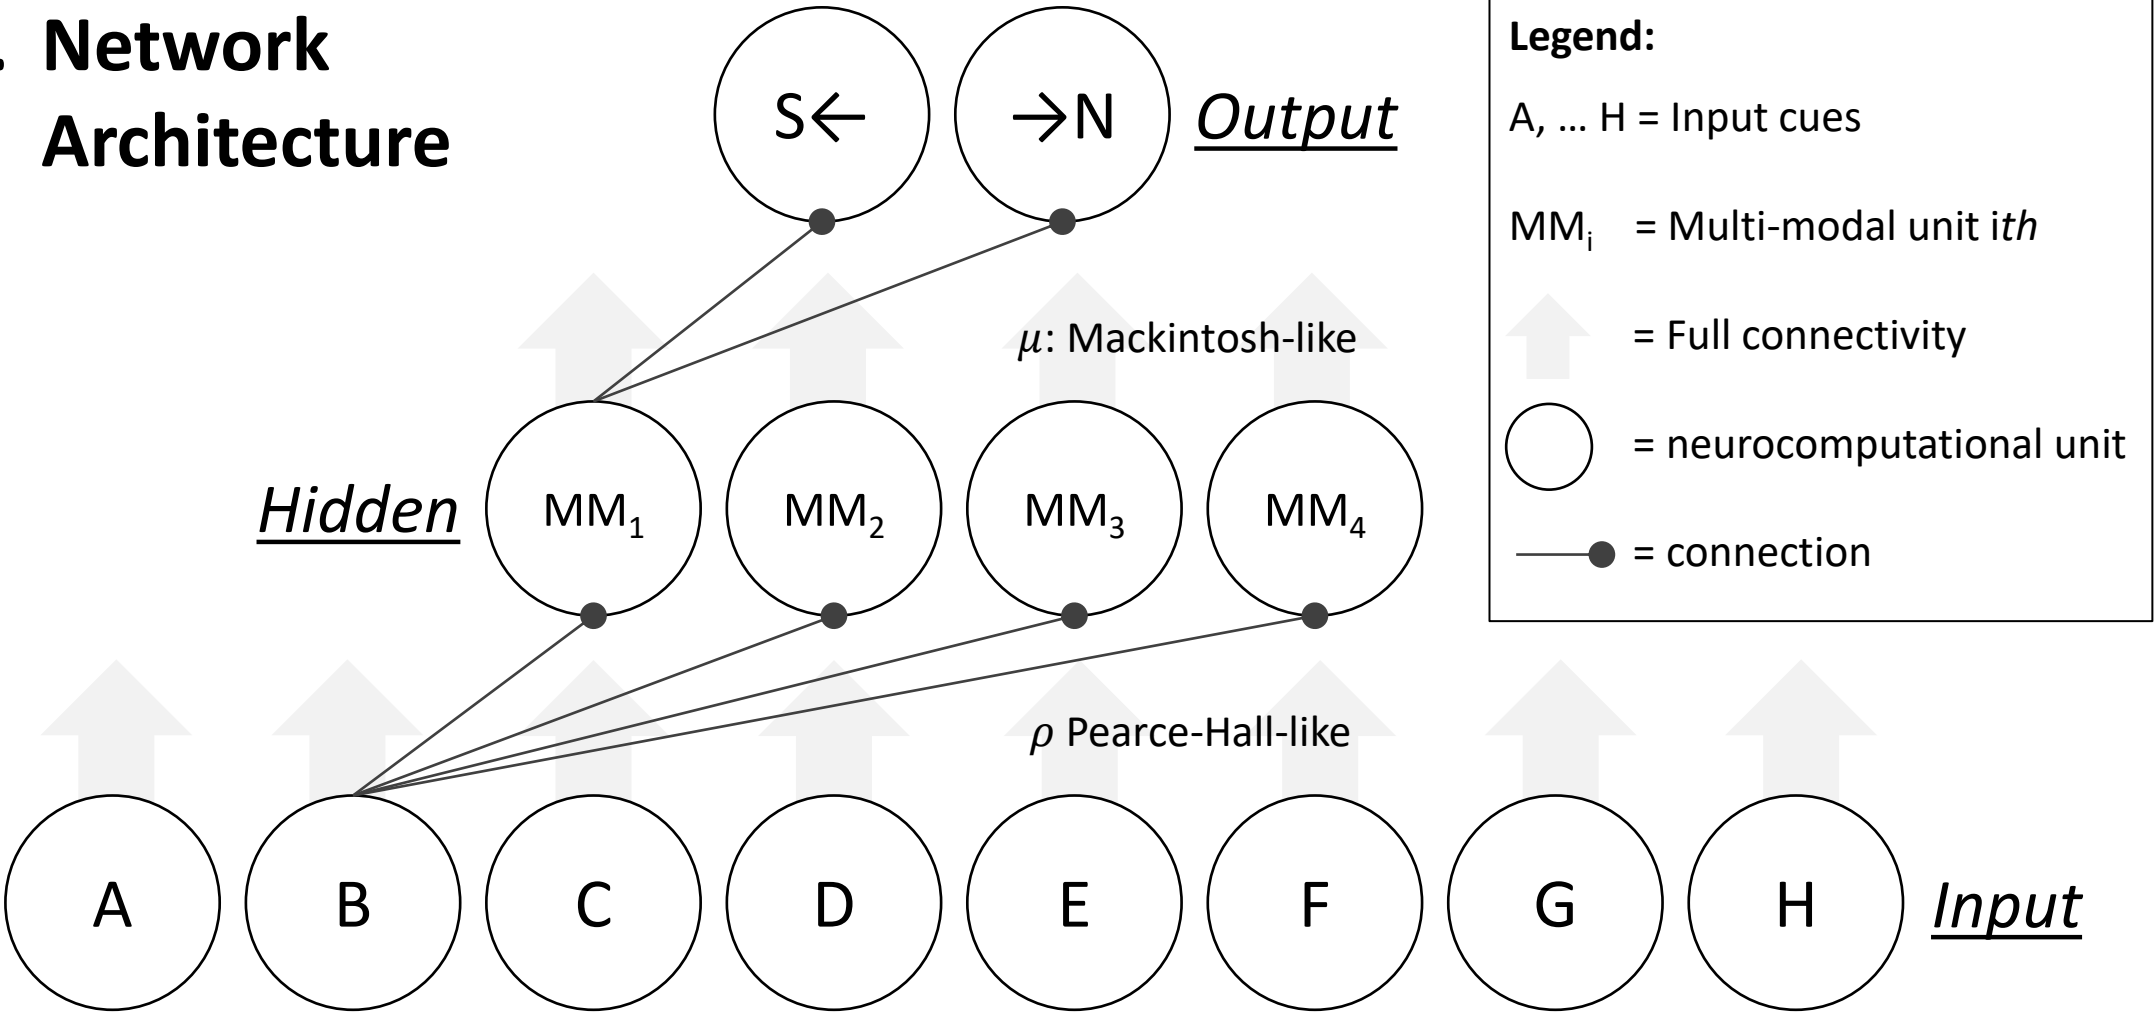 . Network
Architecture
S← →N Output
μ: Mackintosh-like
Hidden MM₁ MM₂ MM₃ MM₄
ρ Pearce-Hall-like
A B C D E F G H Input
Legend:
A, ... H = Input cues
MMᵢ = Multi-modal unit ith
= Full connectivity
= neurocomputational unit
= connection